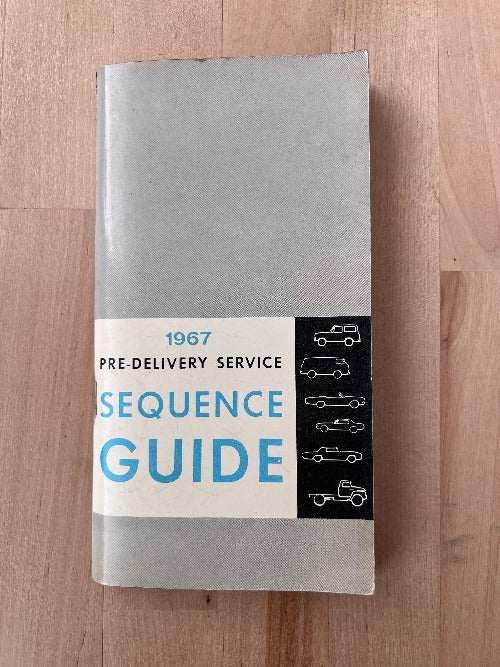 1967
PRE-DELIVERY SERVICE
SEQUENCE
GUIDE